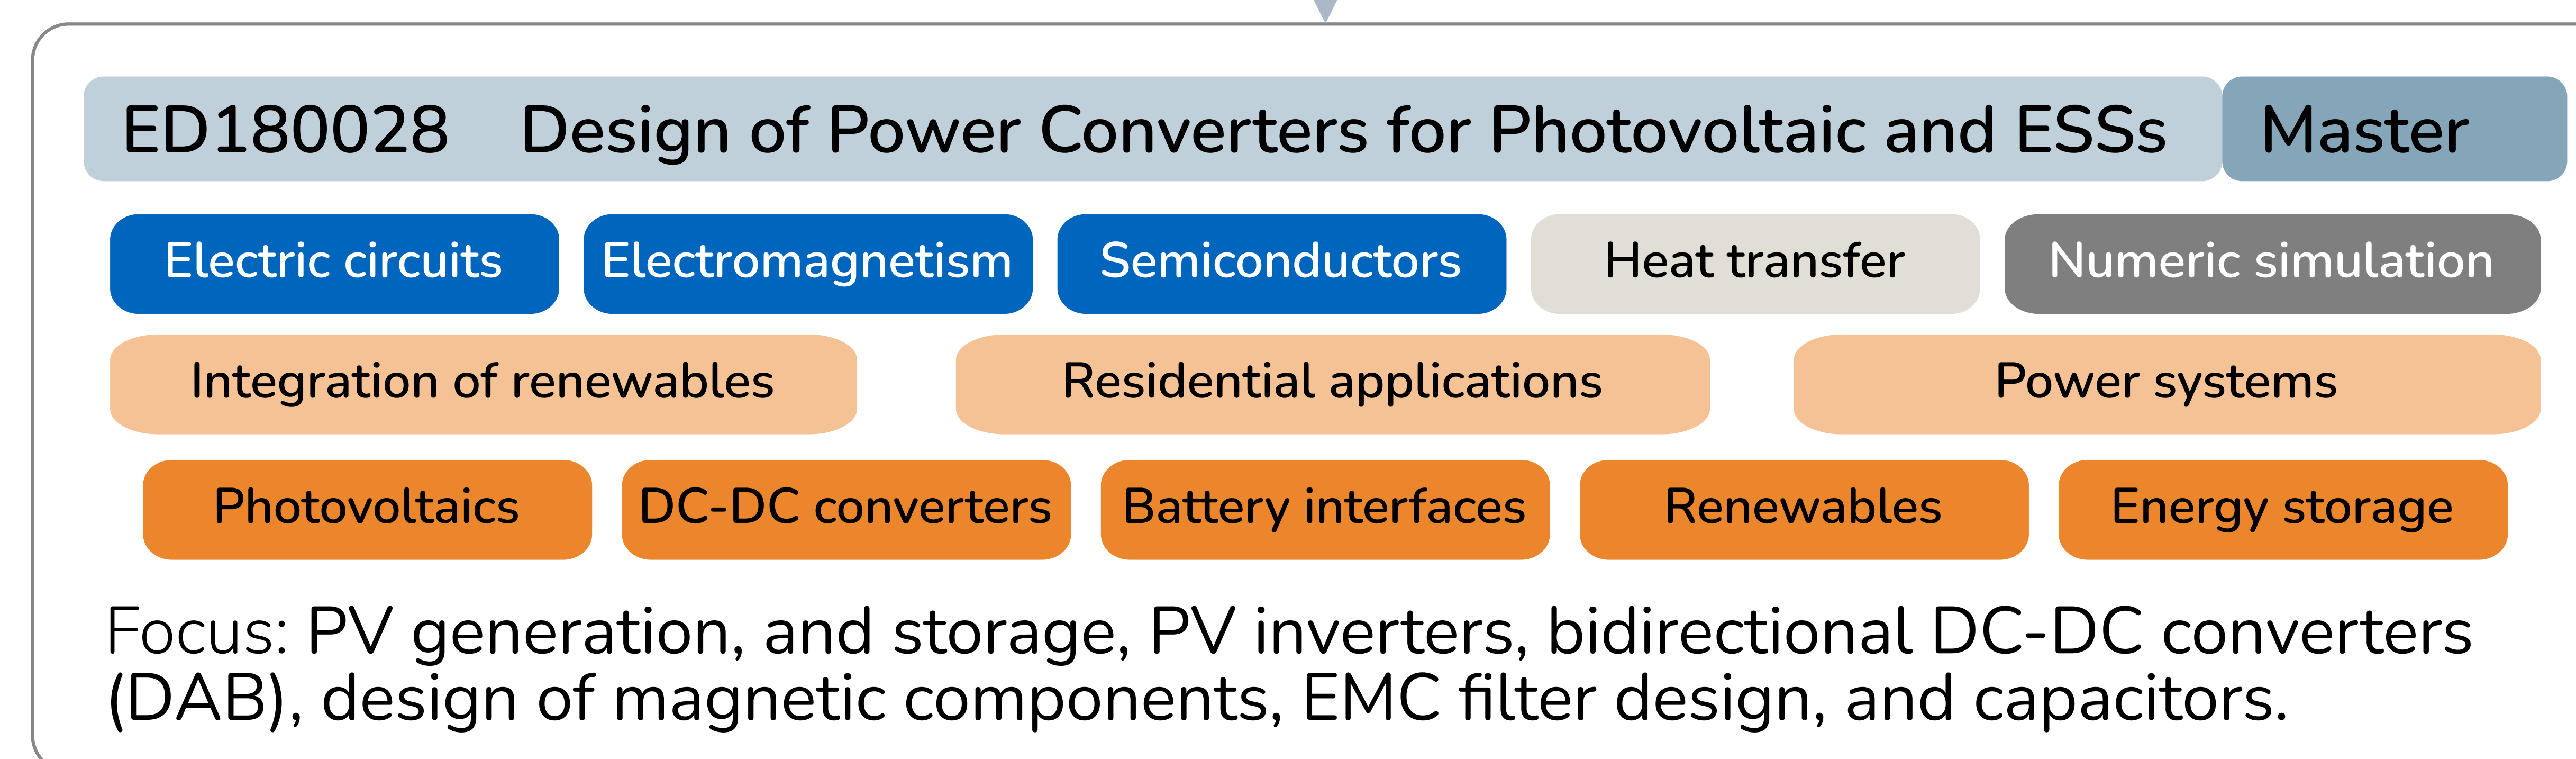 ED180028 Design of Power Converters for Photovoltaic and ESSs Master
Electric circuits Electromagnetism Semiconductors Heat transfer Numeric simulation
Integration of renewables Residential applications Power systems
Photovoltaics DC-DC converters Battery interfaces Renewables Energy storage
Focus: PV generation, and storage, PV inverters, bidirectional DC-DC converters
(DAB), design of magnetic components, EMC filter design, and capacitors.